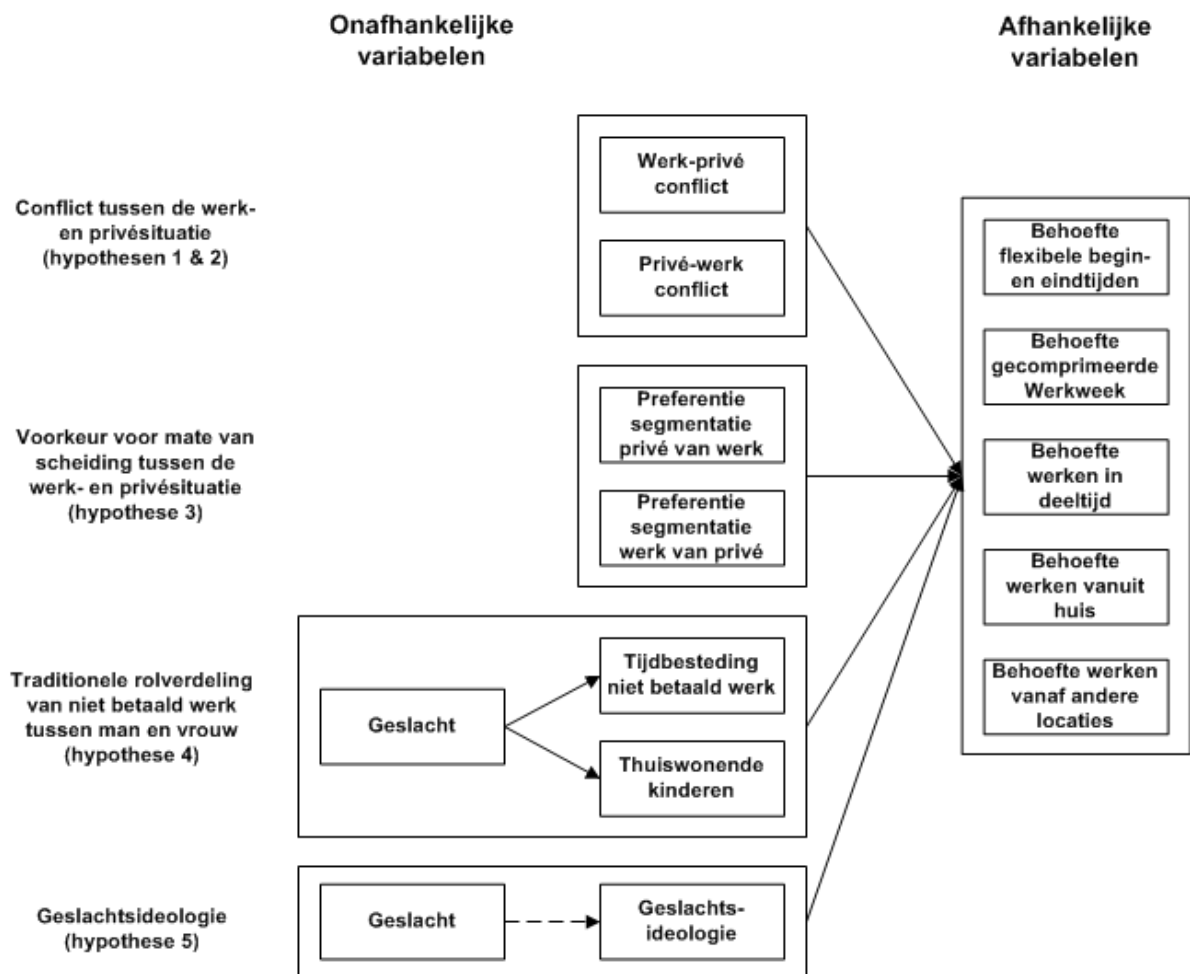 Onafhankelijke
variabelen
Afhankelijke
variabelen
Conflict tussen de werk-
en privésituatie
(hypothesen 1 & 2)
Werk-privé
conflict
Privé-werk
conflict
Voorkeur voor mate van
scheiding tussen de
werk- en privésituatie
(hypothese 3)
Preferentie
segmentatie
privé van werk
Preferentie
segmentatie
werk van privé
Traditionele rolverdeling
van niet betaald werk
tussen man en vrouw
(hypothese 4)
Geslacht
Tijdbesteding
niet betaald werk
Thuiswonende
kinderen
Geslachtsideologie
(hypothese 5)
Geslacht
Geslachts-
ideologie
Behoefte
flexibele begin-
en eindtijden
Behoefte
gecomprimeerde
Werkweek
Behoefte
werken in
deeltijd
Behoefte
werken vanuit
huis
Behoefte werken
vanaf andere
locaties